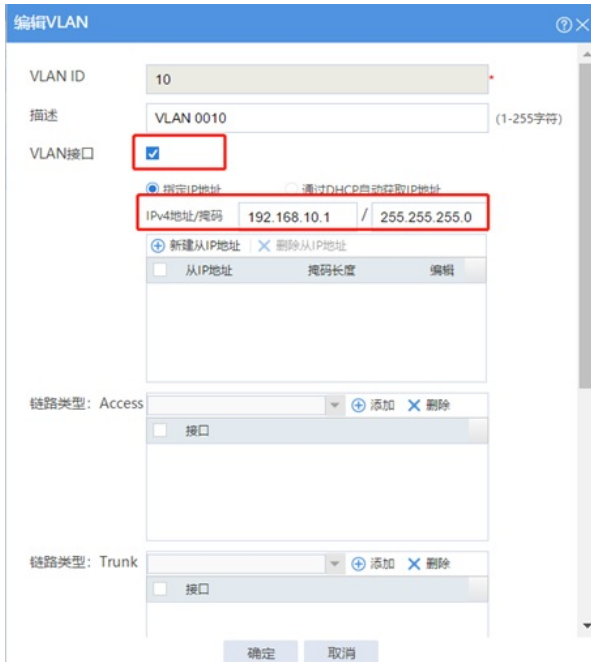 编辑VLAN
VLAN ID 10 *
描述 VLAN 0010 (1-255字符)
VLAN接口
指定IP地址 通过DHCP自动获取IP地址
IPv4地址/掩码 192.168.10.1 / 255.255.255.0
新建从IP地址 删除从IP地址
从IP地址 掩码长度 编辑
链路类型：Access 添加 删除
接口
链路类型：Trunk 添加 删除
接口
确定 取消